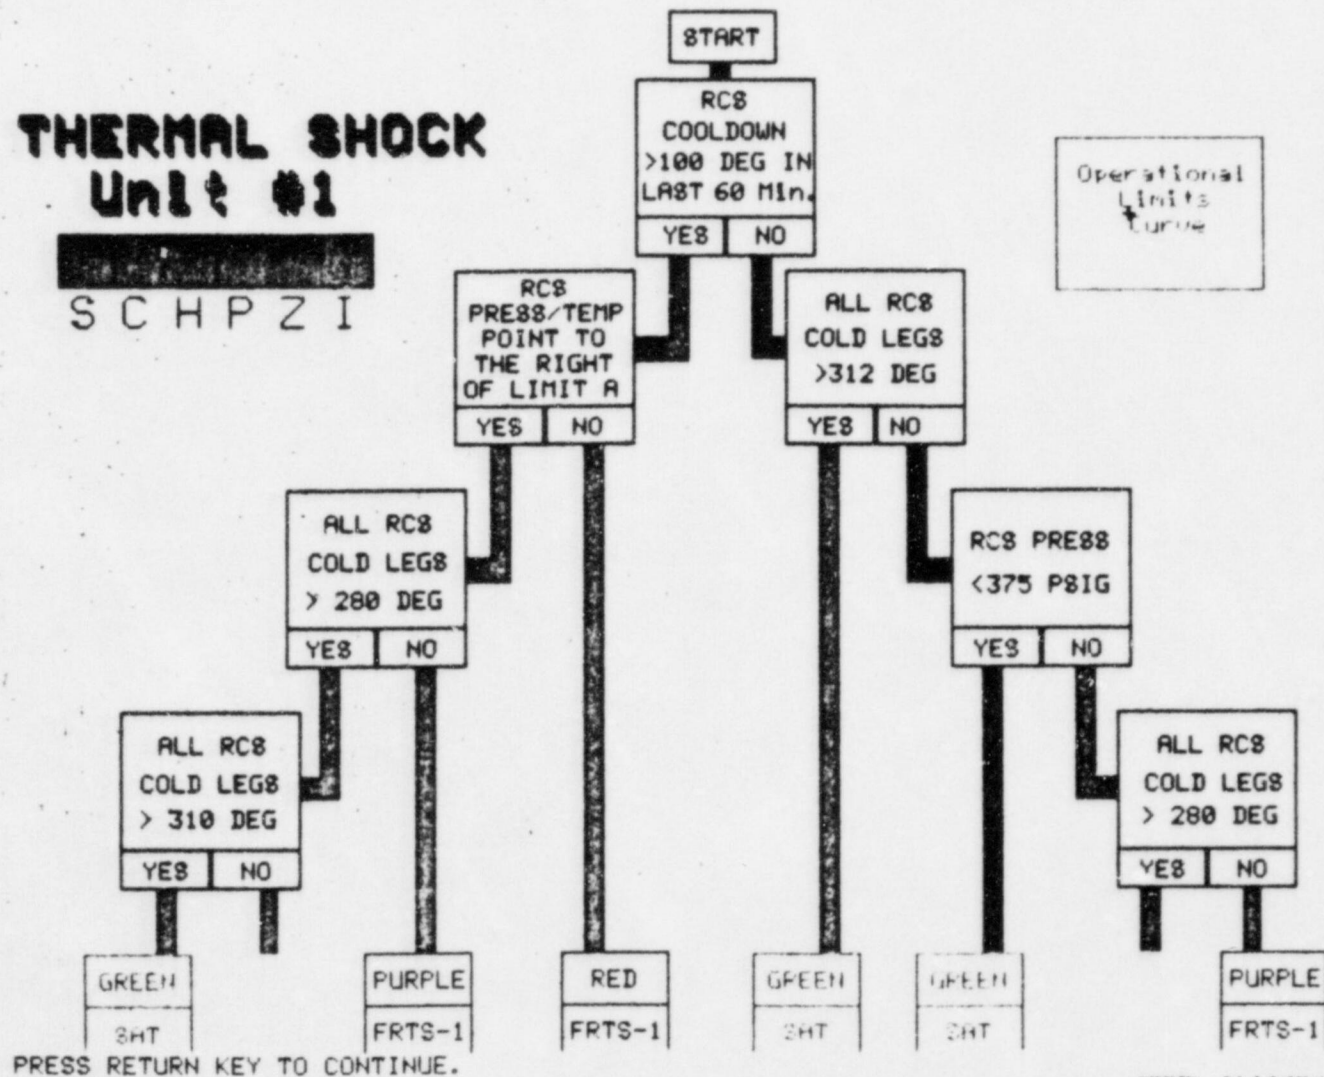 START
THERMAL SHOCK
Unit #1
S C H P Z I
RCS
COOLDOWN
>100 DEG IN
LAST 60 Min.
YES NO
Operational
Limits
Curve
RCS
PRESS/TEMP
POINT TO
THE RIGHT
OF LIMIT A
YES NO
ALL RCS
COLD LEGS
>312 DEG
YES NO
ALL RCS
COLD LEGS
> 280 DEG
YES NO
RCS PRESS
<375 PSIG
YES NO
ALL RCS
COLD LEGS
> 310 DEG
YES NO
ALL RCS
COLD LEGS
> 280 DEG
YES NO
GREEN
SAT
PURPLE
FRTS-1
RED
FRTS-1
GREEN
SAT
GREEN
SAT
PURPLE
FRTS-1
PRESS RETURN KEY TO CONTINUE.